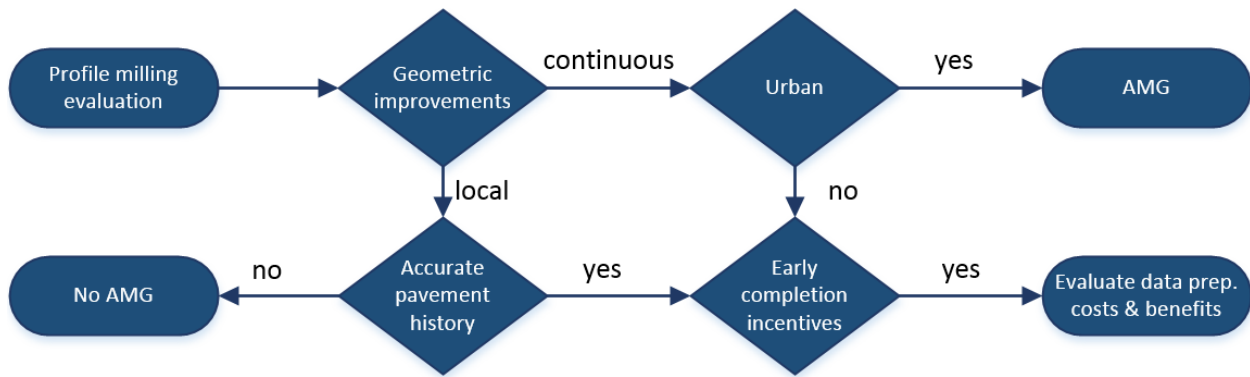 Profile milling
evaluation
Geometric
improvements
continuous
Urban
yes
AMG
local
no
No AMG
no
Accurate
pavement
history
yes
Early
completion
incentives
yes
Evaluate data prep.
costs & benefits